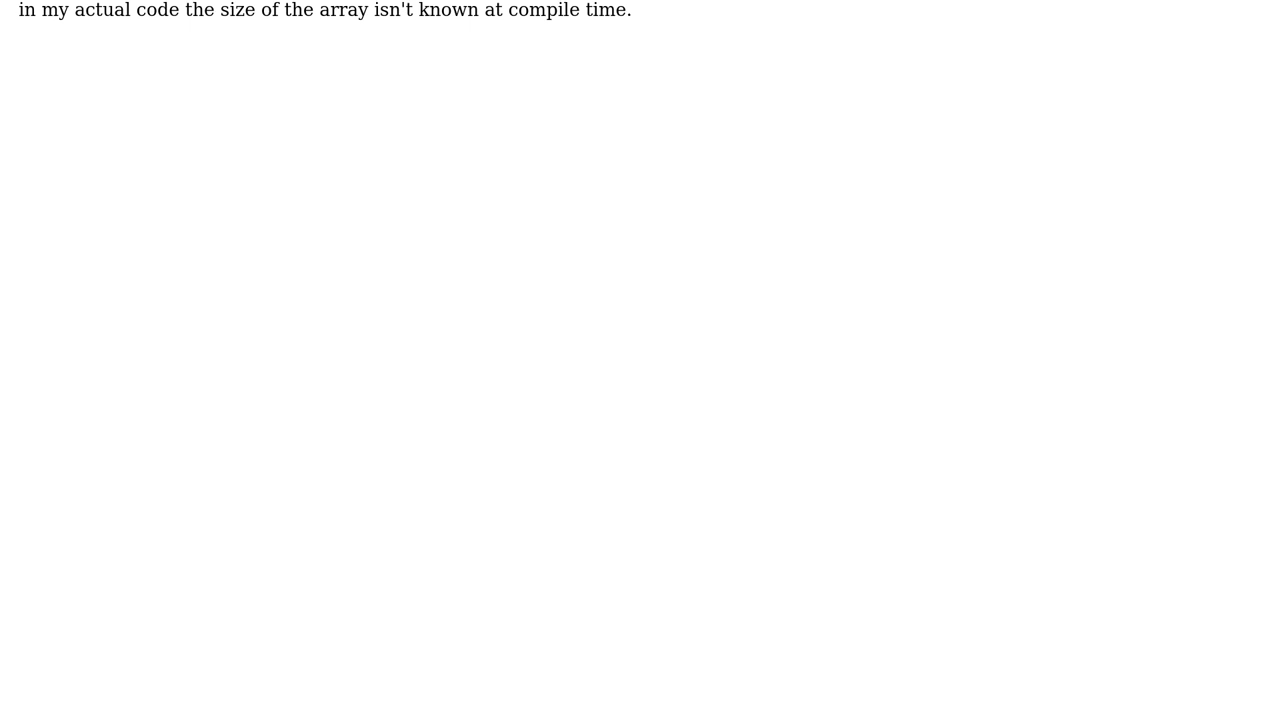 in my actual code the size of the array isn't known at compile time.